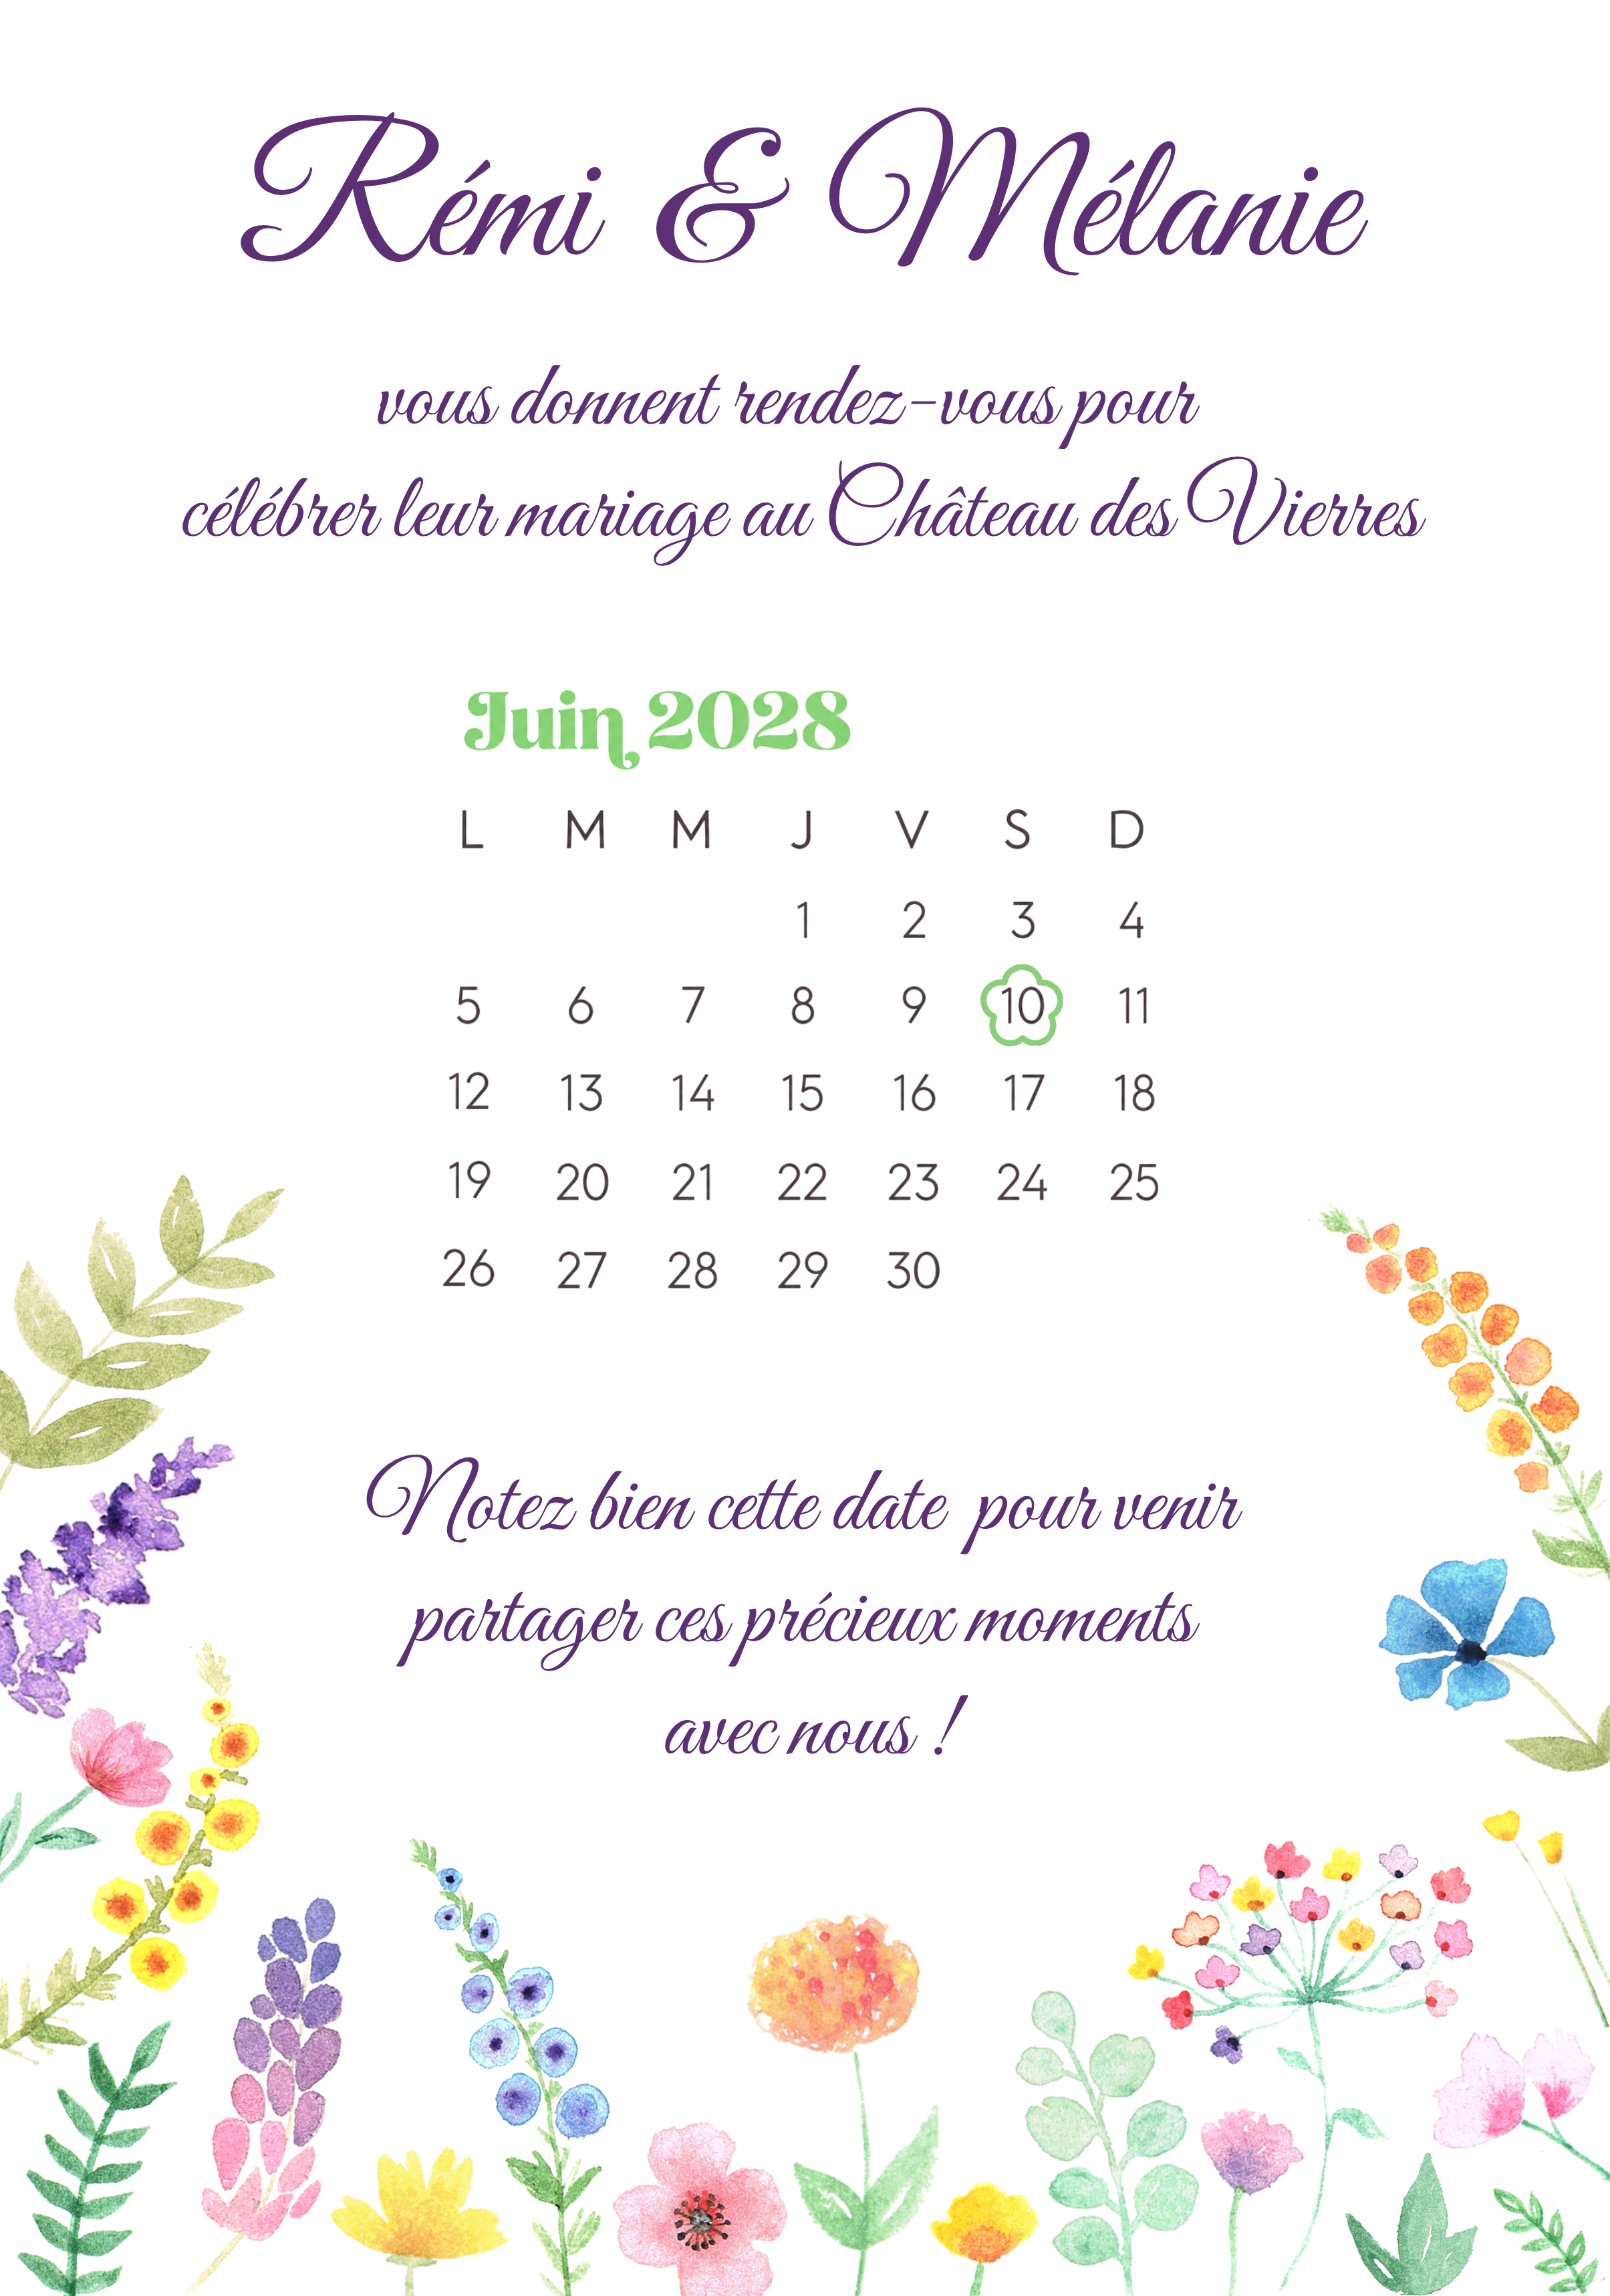 Rémi & Mélanie
vous donnent rendez-vous pour
célébrer leur mariage au Château des Vierres
Juin 2028
L M M J V S D
1 2 3 4
5 6 7 8 9 10 11
12 13 14 15 16 17 18
19 20 21 22 23 24 25
26 27 28 29 30
Notez bien cette date pour venir
partager ces précieux moments
avec nous !